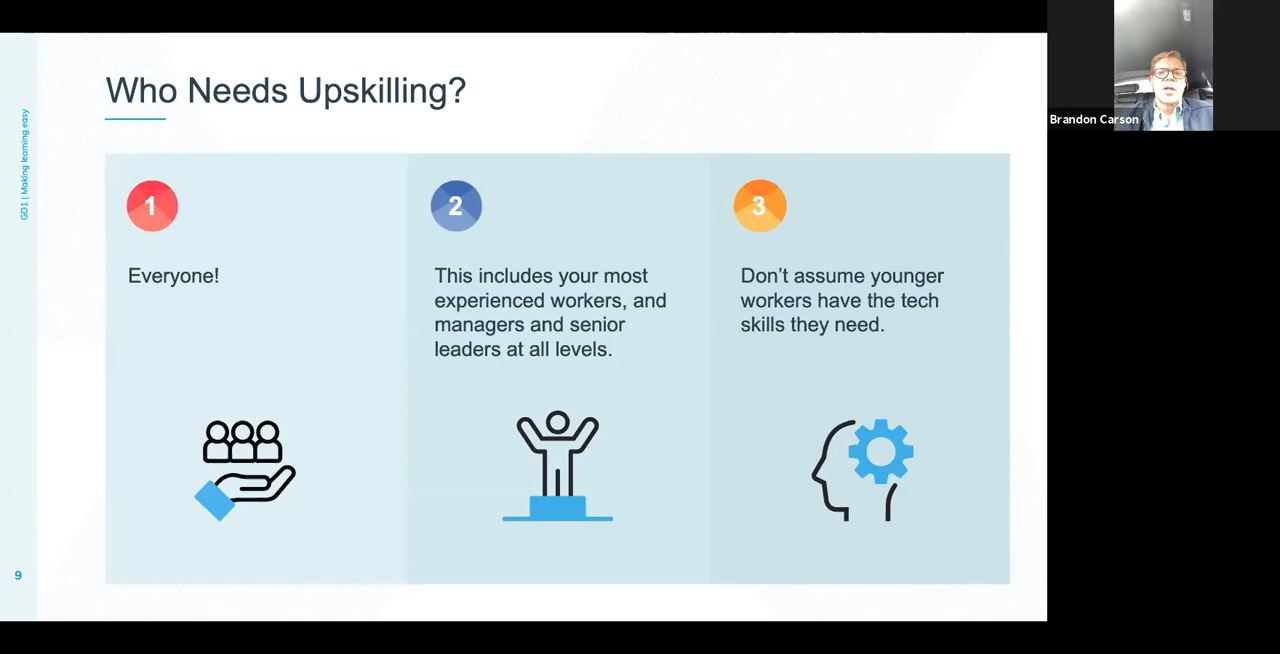 Who Needs Upskilling?
GO1 | Making learning easy
1
Everyone!
2
This includes your most
experienced workers, and
managers and senior
leaders at all levels.
3
Don’t assume younger
workers have the tech
skills they need.
9
Brandon Carson